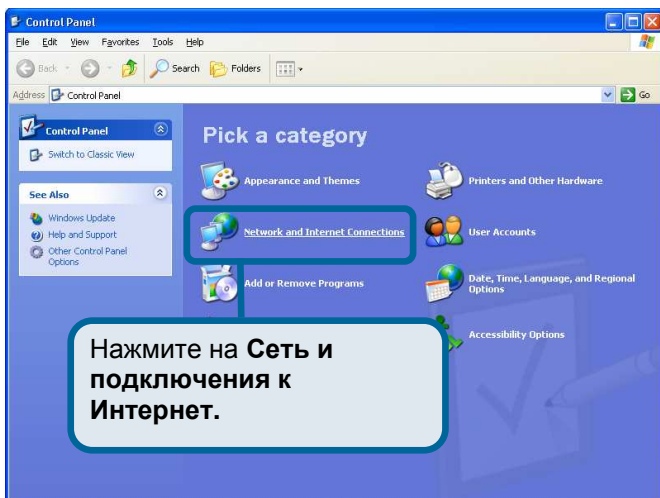 Control Panel
File Edit View Favorites Tools Help
Back Search Folders
Address Control Panel Go
Control Panel
Switch to Classic View
See Also
Windows Update
Help and Support
Other Control Panel
Options
Pick a category
Appearance and Themes
Printers and Other Hardware
Network and Internet Connections
User Accounts
Add or Remove Programs
Date, Time, Language, and Regional
Options
Accessibility Options
Нажмите на Сеть и
подключения к
Интернет.